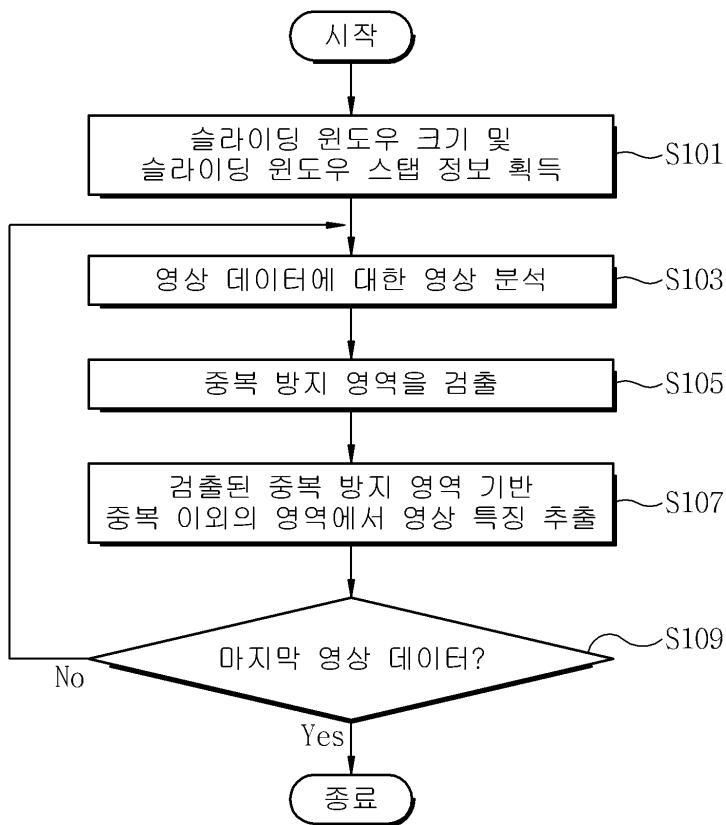 시작
슬라이딩 윈도우 크기 및
슬라이딩 윈도우 스탭 정보 획득
S101
영상 데이터에 대한 영상 분석
S103
중복 방지 영역을 검출
S105
검출된 중복 방지 영역 기반
중복 이외의 영역에서 영상 특징 추출
S107
마지막 영상 데이터?
S109
No
Yes
종료